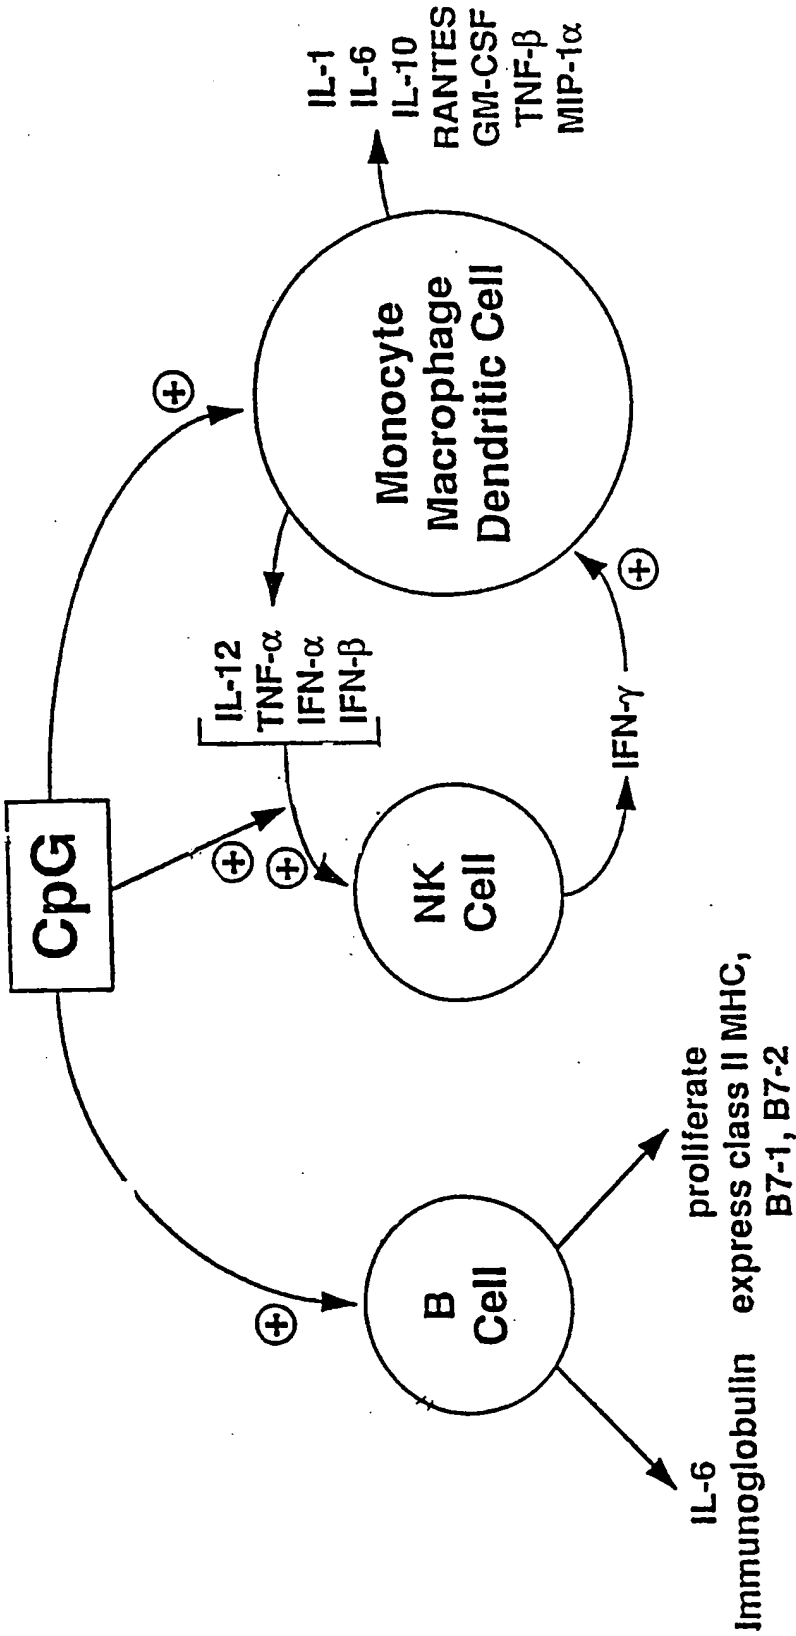 CpG
⊕
⊕
⊕
⊕
IL-12
TNF-α
IFN-α
IFN-β
B
Cell
NK
Cell
Monocyte
Macrophage
Dendritic Cell
IL-1
IL-6
IL-10
RANTES
GM-CSF
TNF-β
MIP-1α
IFN-γ
⊕
IL-6
Immunoglobulin
proliferate
express class II MHC,
B7-1, B7-2